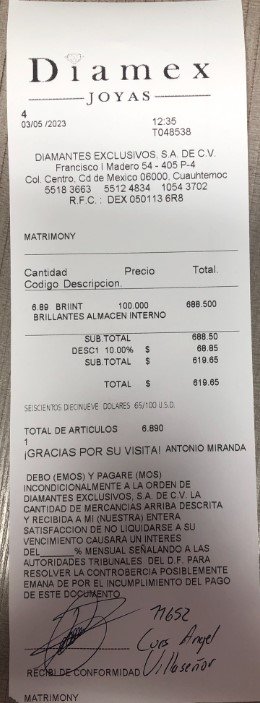 Diamex
JOYAS
4
03/05 /2023 12:35
T048538
DIAMANTES EXCLUSIVOS, S.A. DE C.V.
Francisco I Madero 54 - 405 P-4
Col. Centro, Cd de Mexico 06000, Cuauhtemoc
5518 3663 5512 4834 1054 3702
R.F.C. : DEX 050113 6R8
MATRIMONY
Cantidad Precio Total.
Codigo Descripcion.
6.89 BRIINT 100.000 688.500
BRILLANTES ALMACEN INTERNO
SUB.TOTAL 688.50
DESC1 10.00% $ 68.85
SUB.TOTAL $ 619.65
TOTAL $ 619.65
SEISCIENTOS DIECINUEVE DOLARES 65/100 U.S.D.
TOTAL DE ARTICULOS 6.890
1
¡GRACIAS POR SU VISITA! ANTONIO MIRANDA
DEBO (EMOS) Y PAGARE (MOS)
INCONDICIONALMENTE A LA ORDEN DE
DIAMANTES EXCLUSIVOS, S.A. DE C.V. LA
CANTIDAD DE MERCANCIAS ARRIBA DESCRITA
Y RECIBIDA A MI (NUESTRA) ENTERA
SATISFACCION DE NO LIQUIDARSE A SU
VENCIMIENTO CAUSARA UN INTERES
DEL______% MENSUAL SEÑALANDO A LAS
AUTORIDADES TRIBUNALES DEL D.F. PARA
RESOLVER LA CONTROBERCIA POSIBLEMENTE
EMANA DE POR EL INCUMPLIMIENTO DEL PAGO
DE ESTE DOCUMENTO
71652
Luis Angel
Villaseñor
RECIBI DE CONFORMIDAD
MATRIMONY